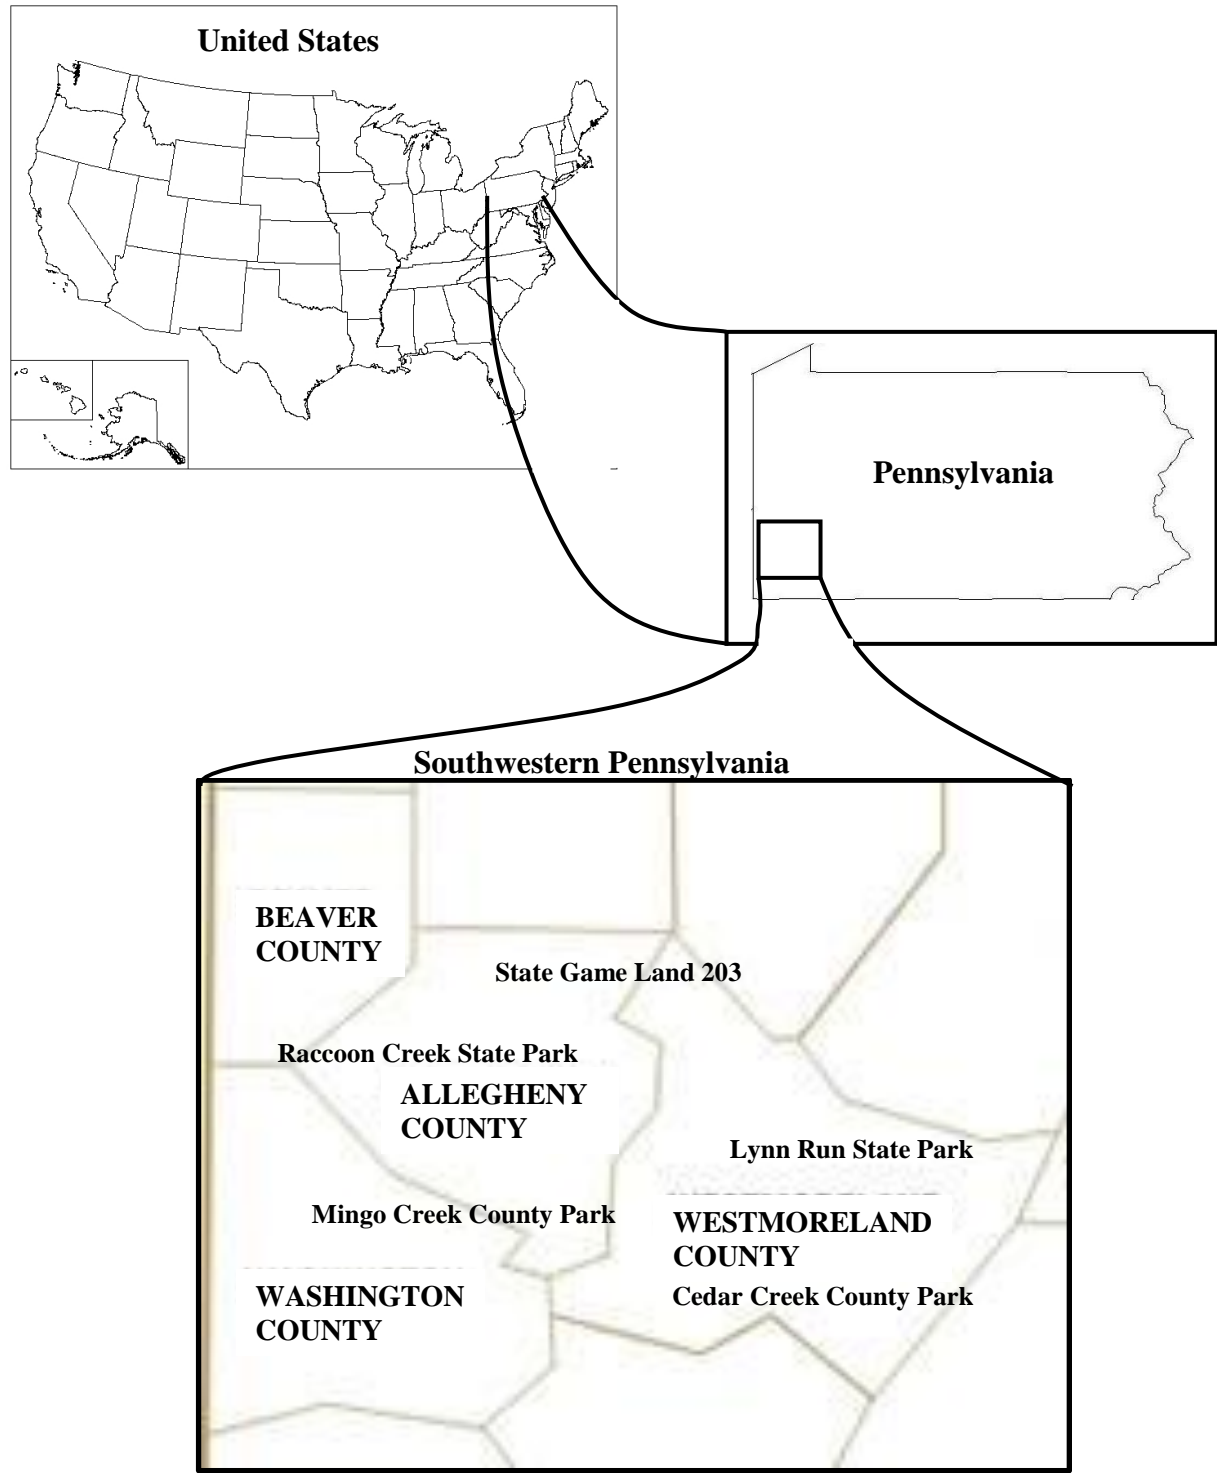 United States
Pennsylvania
Southwestern Pennsylvania
BEAVER
COUNTY
State Game Land 203
Raccoon Creek State Park
ALLEGHENY
COUNTY
Lynn Run State Park
Mingo Creek County Park
WESTMORELAND
COUNTY
WASHINGTON
COUNTY
Cedar Creek County Park